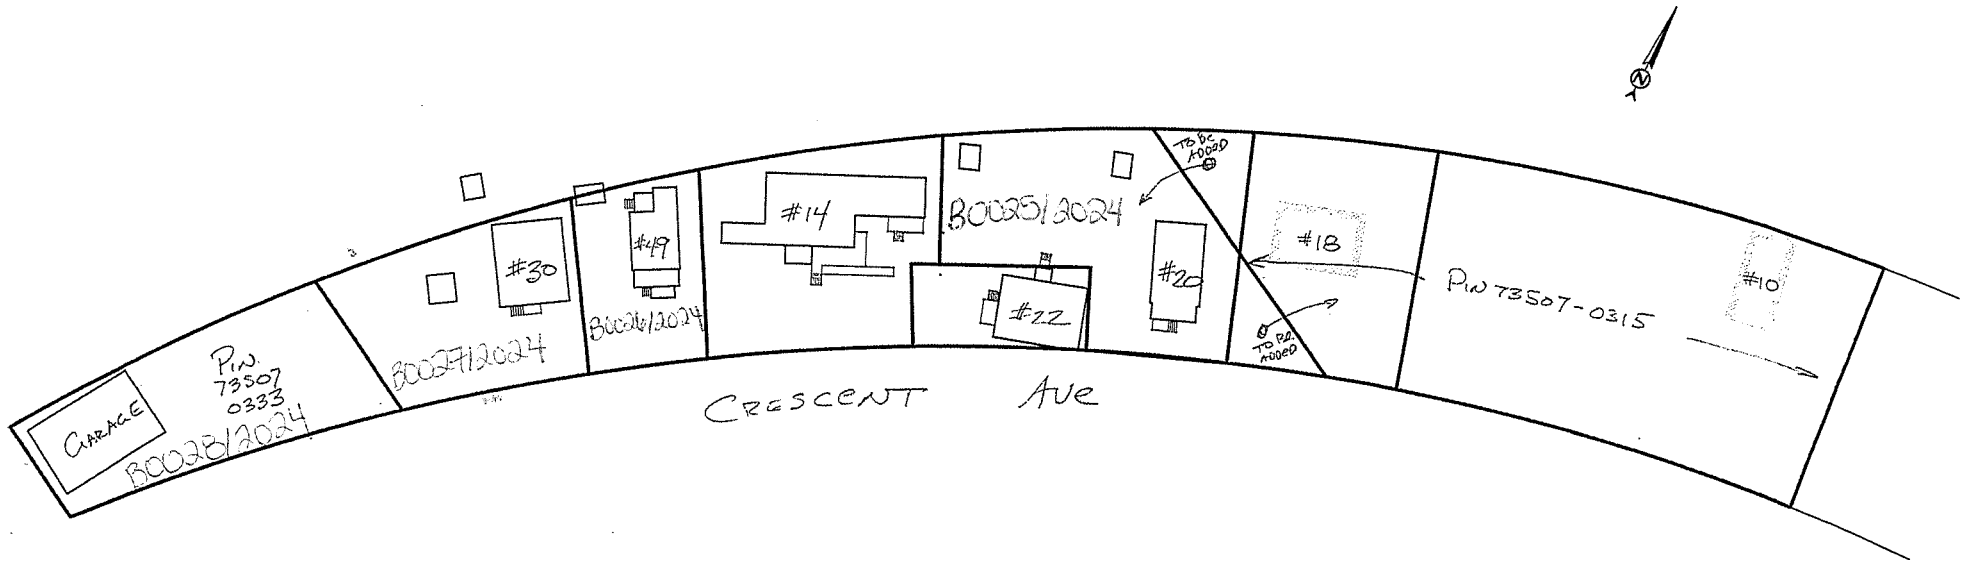 N
TO BE
ADDED
#14
B0025/2024
#49
#18
#30
#20
#10
PIN 73507-0315
#22
B0026/2024
TO BE
ADDED
B0027/2024
PIN
73507
0333
GARAGE
B0028/2024
CRESCENT AVE
3